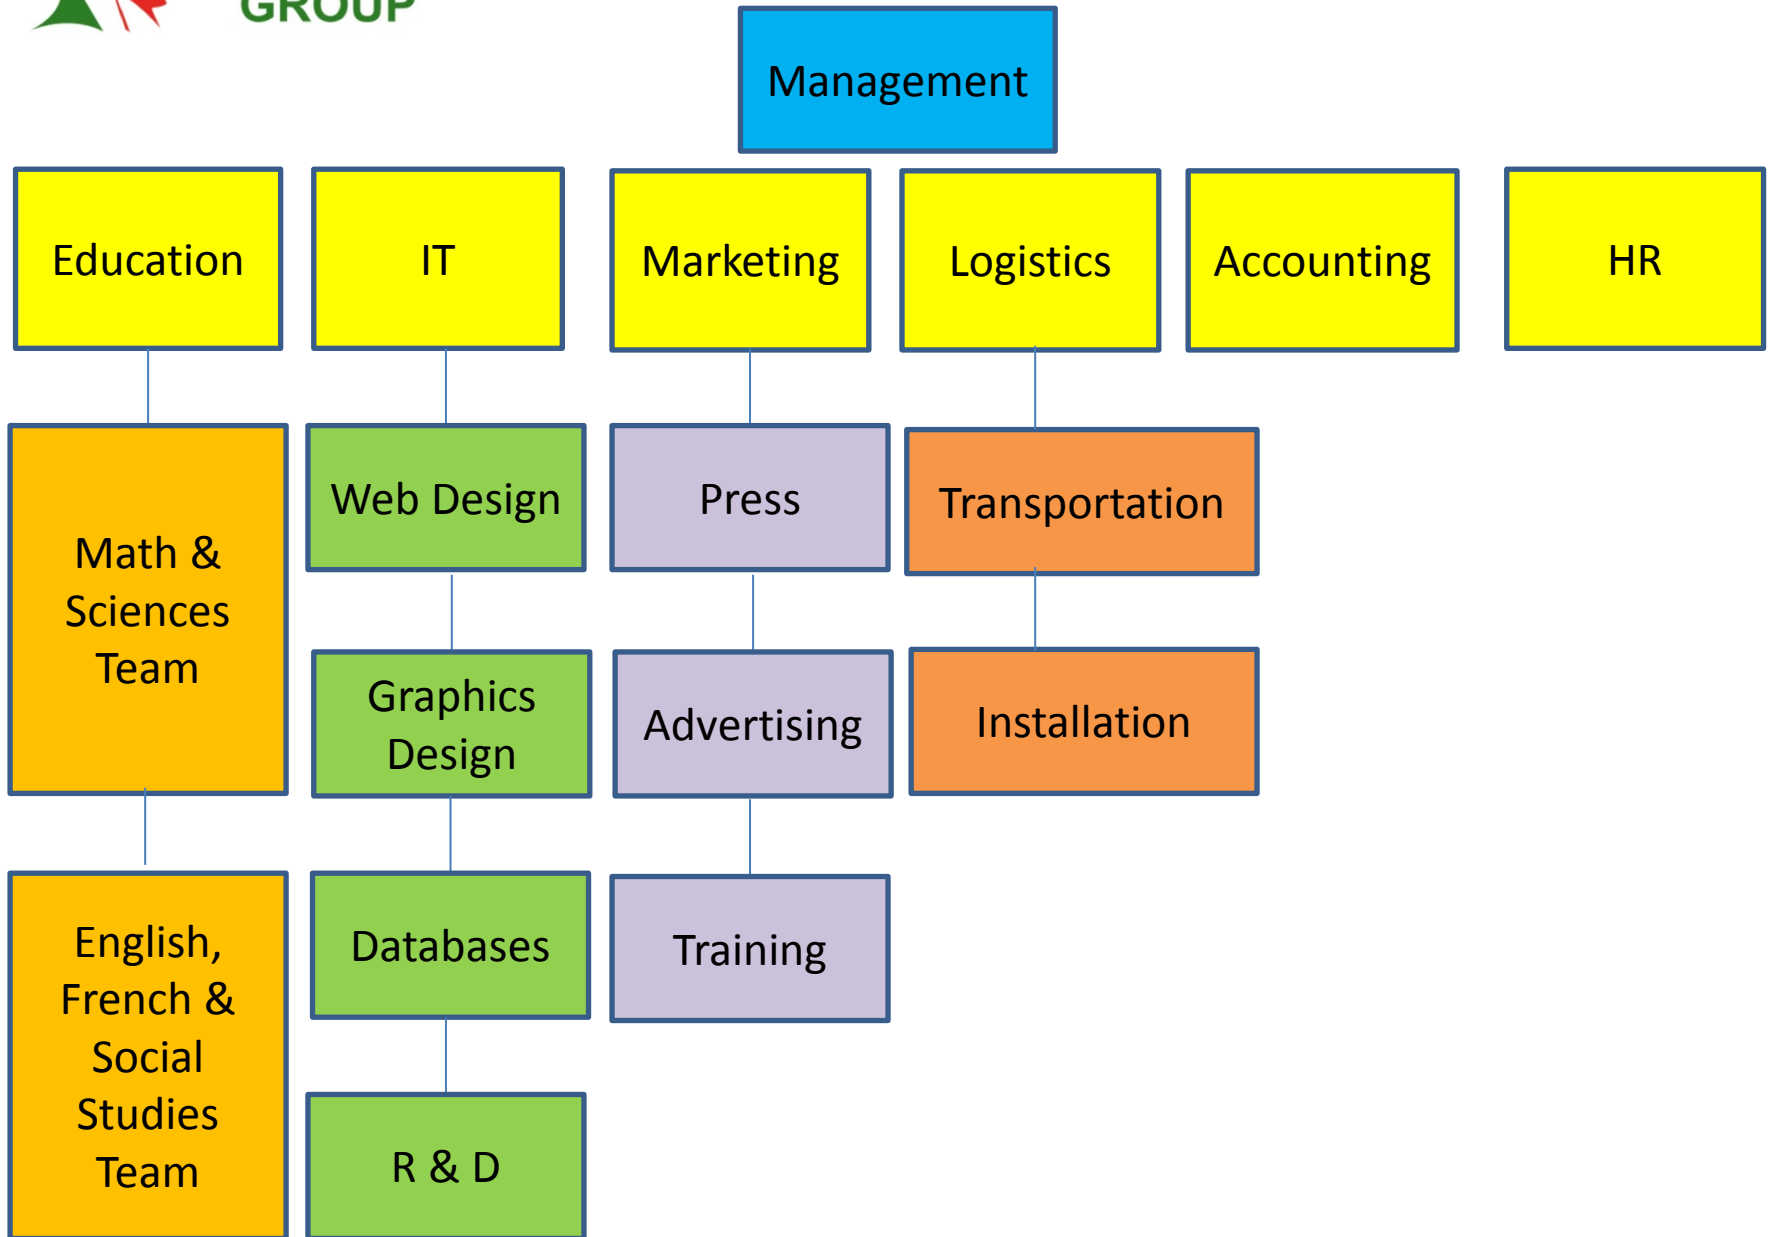 GROUP
Management
Education
IT
Marketing
Logistics
Accounting
HR
Math &
Sciences
Team
English,
French &
Social
Studies
Team
Web Design
Graphics
Design
Databases
R & D
Press
Advertising
Training
Transportation
Installation